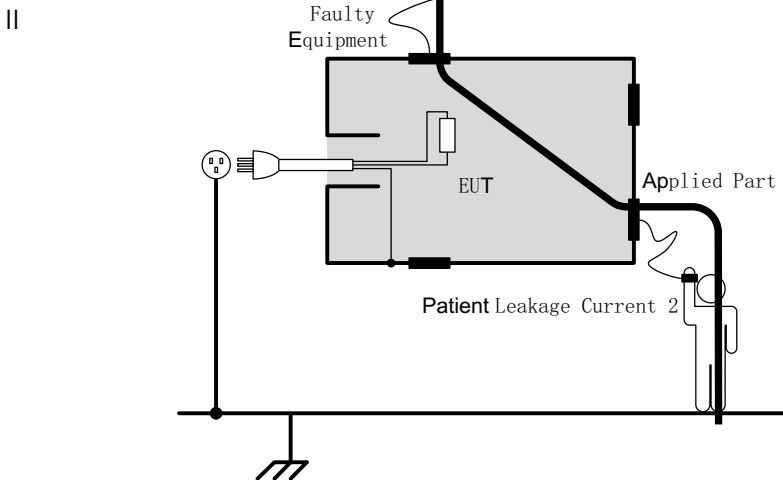 II
Faulty
Equipment
EUT
Applied Part
Patient Leakage Current 2